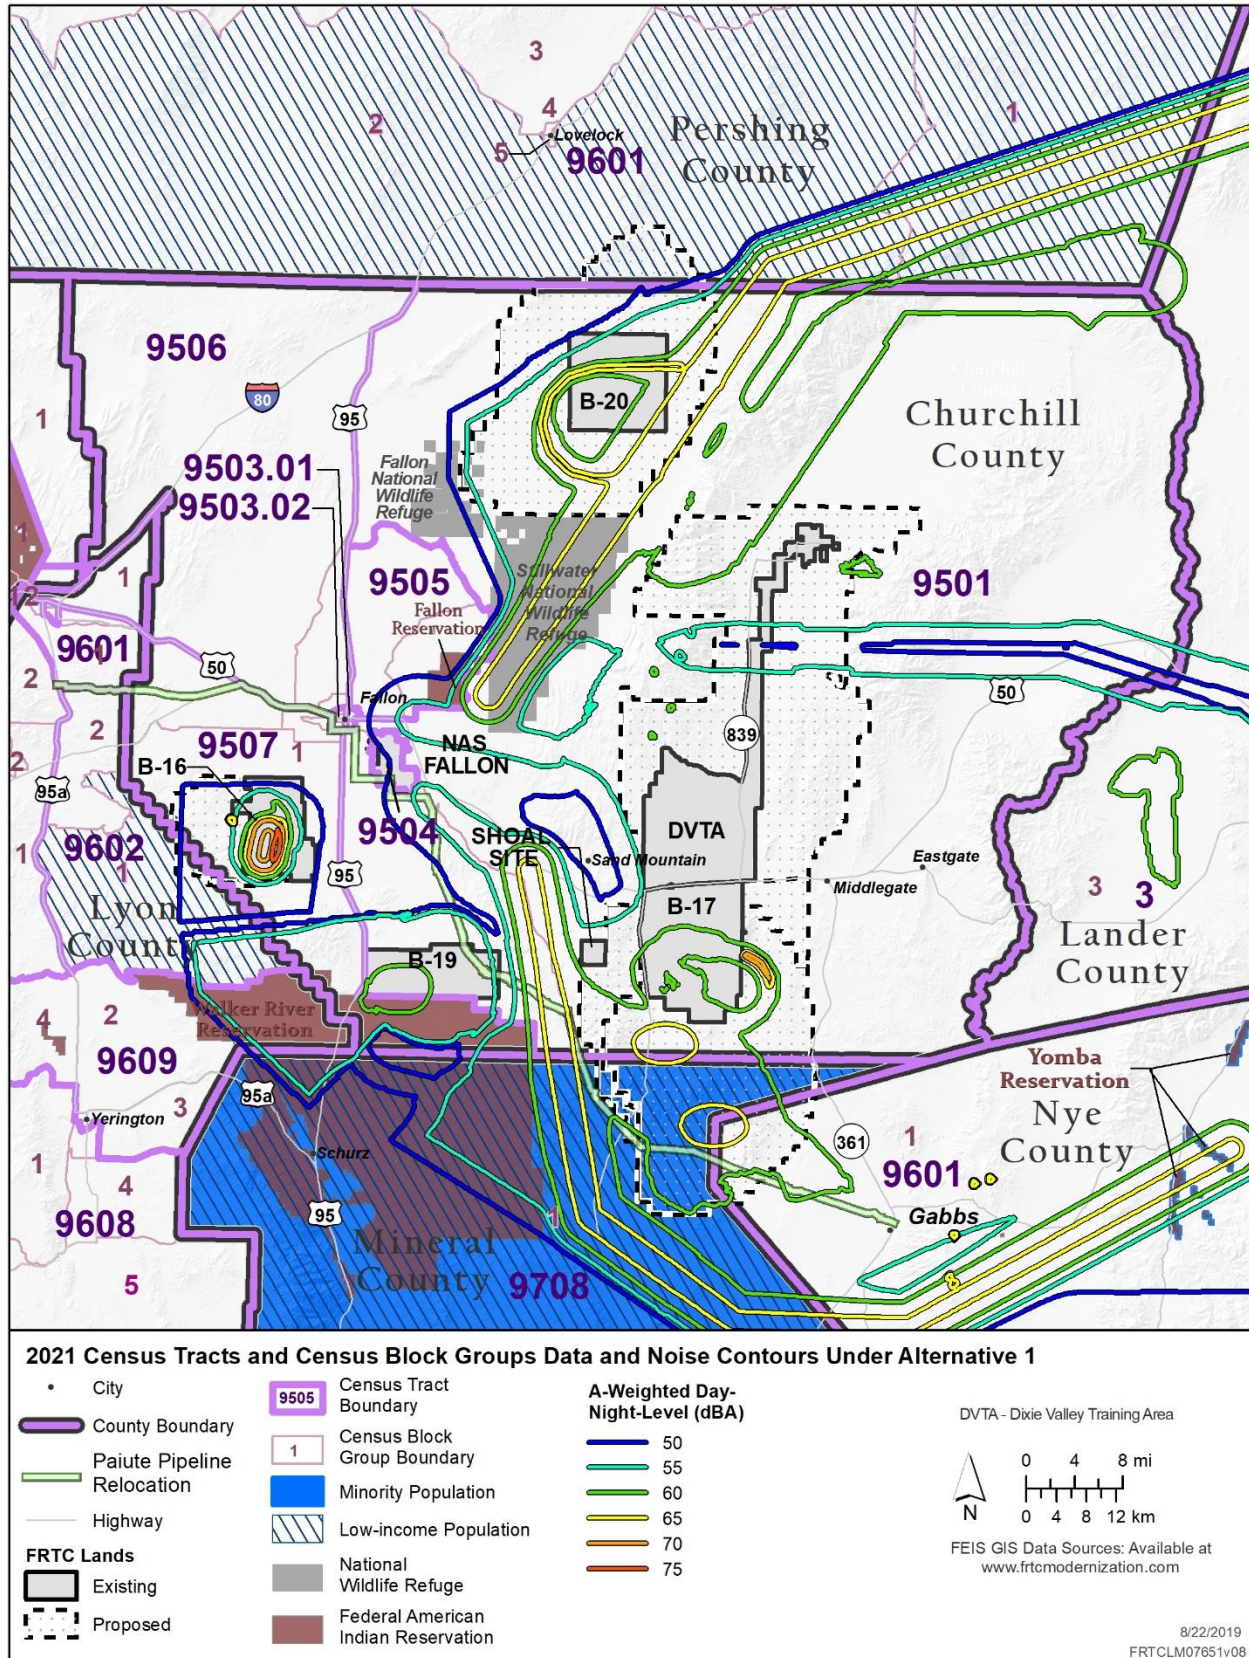 3
2
4
1
Lovelock
5
9601
Pershing
County
9506
80
95
1
B-20
Churchill
County
9503.01
9503.02
Fallon
National
Wildlife
Refuge
1
1
9505
Stillwater
National
Wildlife
Refuge
9501
Fallon
Reservation
12
9601
1
2
50
50
Fallon
2
9507
1
NAS
FALLON
839
B-16
2
95a
9504
SHOAL
SITE
DVTA
Sand Mountain
Eastgate
Middlegate
9602
1
1
95
B-17
3
3
Lyon
County
Lander
County
B-19
Walker River
Reservation
4
2
9609
Yomba
Reservation
95a
3
Yerington
Nye
County
Schurz
361
1
9601
1
4
9608
95
1
Gabbs
Mineral
County
9708
5
2021 Census Tracts and Census Block Groups Data and Noise Contours Under Alternative 1
City
County Boundary
Paiute Pipeline
Relocation
Highway
FRTC Lands
Existing
Proposed
9505
Census Tract
Boundary
1
Census Block
Group Boundary
Minority Population
Low-income Population
National
Wildlife Refuge
Federal American
Indian Reservation
A-Weighted Day-
Night-Level (dBA)
50
55
60
65
70
75
DVTA - Dixie Valley Training Area
N
0 4 8 mi
0 4 8 12 km
FEIS GIS Data Sources: Available at
www.frtcmodernization.com
8/22/2019
FRTCLM07651v08